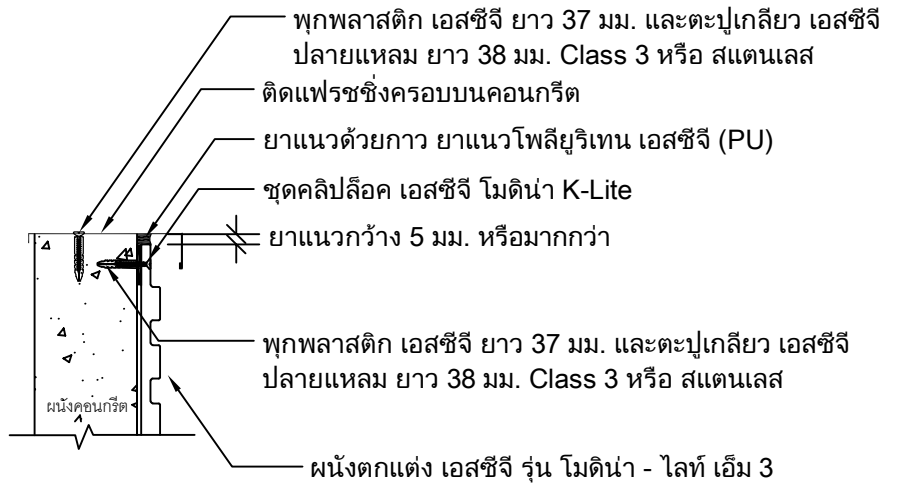 พุกพลาสติก เอสซีจี ยาว 37 มม. และตะปูเกลียว เอสซีจี
ปลายแหลม ยาว 38 มม. Class 3 หรือ สแตนเลส
ติดแฟรชชิ่งครอบบนคอนกรีต
ยาแนวด้วยกาว ยาแนวโพลียูริเทน เอสซีจี (PU)
ชุดคลิปล็อค เอสซีจี โมดิน่า K-Lite
ยาแนวกว้าง 5 มม. หรือมากกว่า
พุกพลาสติก เอสซีจี ยาว 37 มม. และตะปูเกลียว เอสซีจี
ปลายแหลม ยาว 38 มม. Class 3 หรือ สแตนเลส
ผนังคอนกรีต
ผนังตกแต่ง เอสซีจี รุ่น โมดิน่า - ไลท์ เอ็ม 3